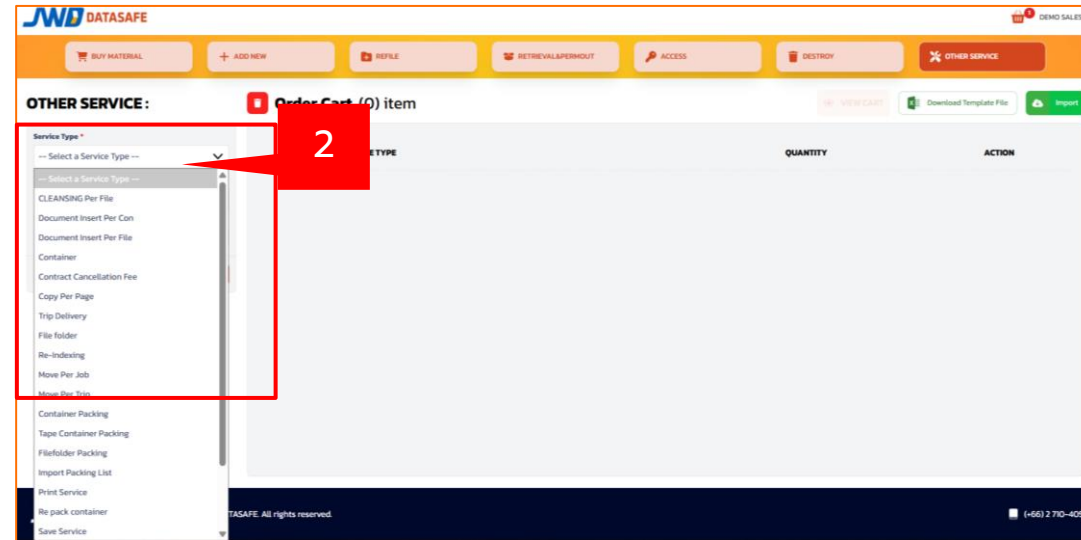 JWD DATASAFE
1
DEMO SALES
BUY MATERIAL
+ ADD NEW
REFILE
RETRIEVAL&PERMOUT
ACCESS
DESTROY
OTHER SERVICE
OTHER SERVICE :
Order Cart (0) item
VIEW CART
Download Template File
Import
Service Type *
-- Select a Service Type --
2
TYPE
QUANTITY
ACTION
-- Select a Service Type --
CLEANSING Per File
Document Insert Per Con
Document Insert Per File
Container
Contract Cancellation Fee
Copy Per Page
Trip Delivery
File folder
Re-Indexing
Move Per Job
Move Per Trip
Container Packing
Tape Container Packing
Filefolder Packing
Import Packing List
Print Service
Re pack container
Save Service
TASAFE. All rights reserved.
(+66) 2 710-405